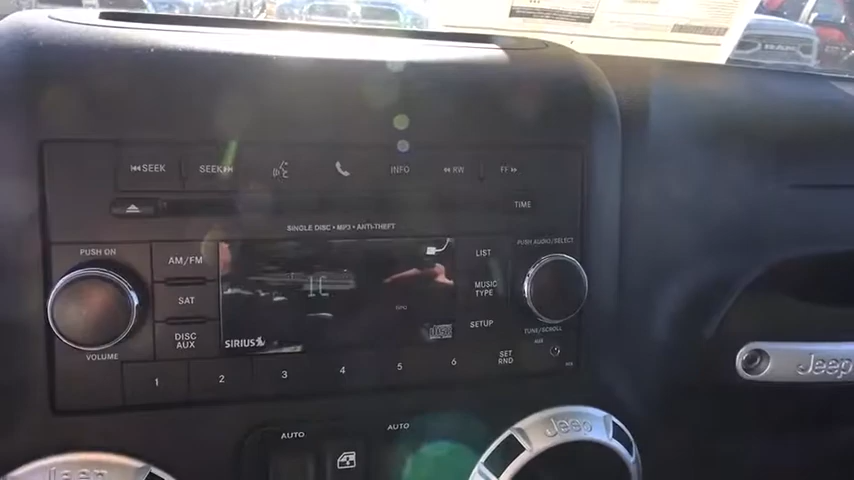 SEEK SEEK INFO RW FF
TIME
SINGLE DISC • MP3 • ANTI-THEFT
PUSH ON
PUSH AUDIO/SELECT
AM/FM
SAT
DISC
AUX
LIST
MUSIC
TYPE
SETUP
SIRIUS
VOLUME
TUNE/SCROLL
AUX
1 2 3 4 5 6
SET
RND
AUTO AUTO
Jeep
Jeep
Jeep